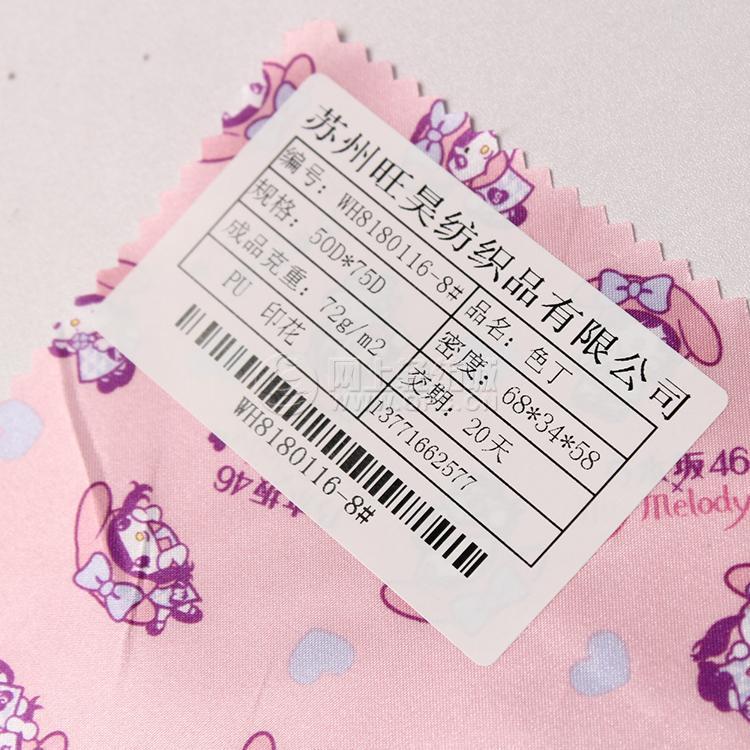 苏州旺昊纺织品有限公司
编号: WH8180116-8# 品名: 色丁
规格: 50D*75D 密度: 68*34*58
成品克重: 72g/m2 交期: 20天
PU 印花 13771662577
WH8180116-8#
坂46
Melody
坂46